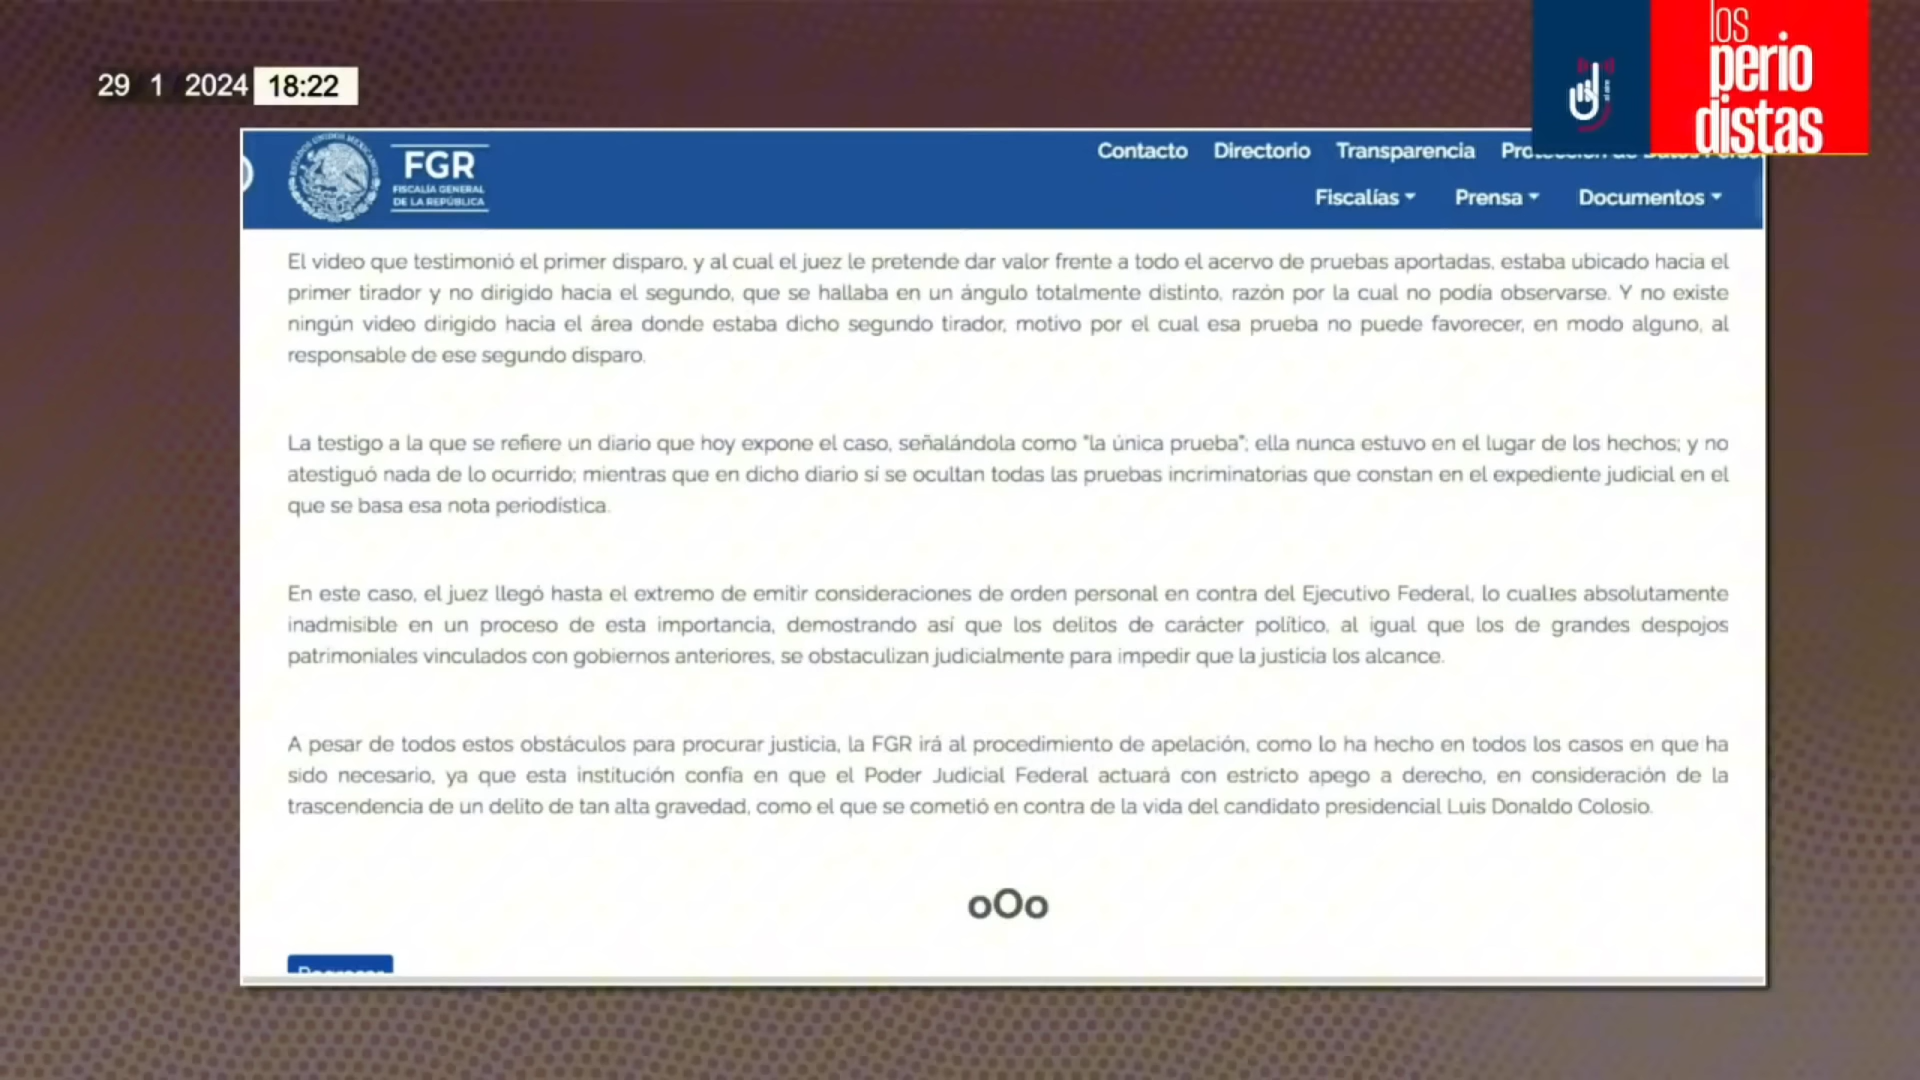 29 1 2024 18:22
los
perio
distas
FGR
FISCALÍA GENERAL
DE LA REPÚBLICA
Contacto Directorio Transparencia
Fiscalías Prensa Documentos
El video que testimonió el primer disparo, y al cual el juez le pretende dar valor frente a todo el acervo de pruebas aportadas, estaba ubicado hacia el
primer tirador y no dirigido hacia el segundo, que se hallaba en un ángulo totalmente distinto, razón por la cual no podía observarse. Y no existe
ningún video dirigido hacia el área donde estaba dicho segundo tirador, motivo por el cual esa prueba no puede favorecer, en modo alguno, al
responsable de ese segundo disparo.
La testigo a la que se refiere un diario que hoy expone el caso, señalándola como "la única prueba"; ella nunca estuvo en el lugar de los hechos; y no
atestiguó nada de lo ocurrido; mientras que en dicho diario sí se ocultan todas las pruebas incriminatorias que constan en el expediente judicial en el
que se basa esa nota periodística.
En este caso, el juez llegó hasta el extremo de emitir consideraciones de orden personal en contra del Ejecutivo Federal, lo cual es absolutamente
inadmisible en un proceso de esta importancia, demostrando así que los delitos de carácter político, al igual que los de grandes despojos
patrimoniales vinculados con gobiernos anteriores, se obstaculizan judicialmente para impedir que la justicia los alcance.
A pesar de todos estos obstáculos para procurar justicia, la FGR irá al procedimiento de apelación, como lo ha hecho en todos los casos en que ha
sido necesario, ya que esta institución confía en que el Poder Judicial Federal actuará con estricto apego a derecho, en consideración de la
trascendencia de un delito de tan alta gravedad, como el que se cometió en contra de la vida del candidato presidencial Luis Donaldo Colosio.
oOo